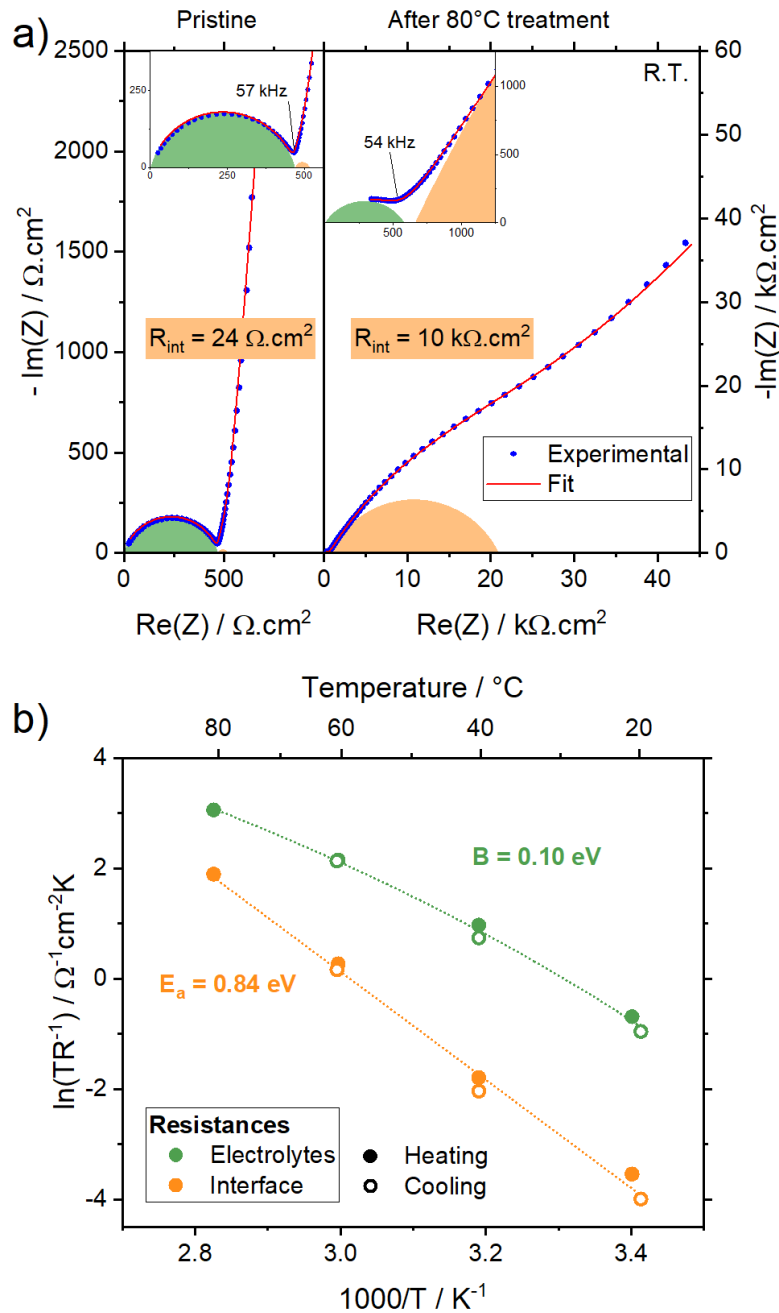 a)
Pristine
After 80°C treatment
2500
2000
1500
1000
500
0
- Im(Z) / Ω.cm²
250
0
0
250
500
57 kHz
R_int = 24 Ω.cm²
0
500
Re(Z) / Ω.cm²
R.T.
1000
500
0
500
1000
54 kHz
R_int = 10 kΩ.cm²
Experimental
Fit
60
50
40
30
20
10
0
-Im(Z) / kΩ.cm²
0
10
20
30
40
Re(Z) / kΩ.cm²
b)
Temperature / °C
80
60
40
20
4
2
0
-2
-4
ln(TR⁻¹) / Ω⁻¹cm⁻²K
B = 0.10 eV
Eₐ = 0.84 eV
Resistances
Electrolytes
Interface
Heating
Cooling
2.8
3.0
3.2
3.4
1000/T / K⁻¹